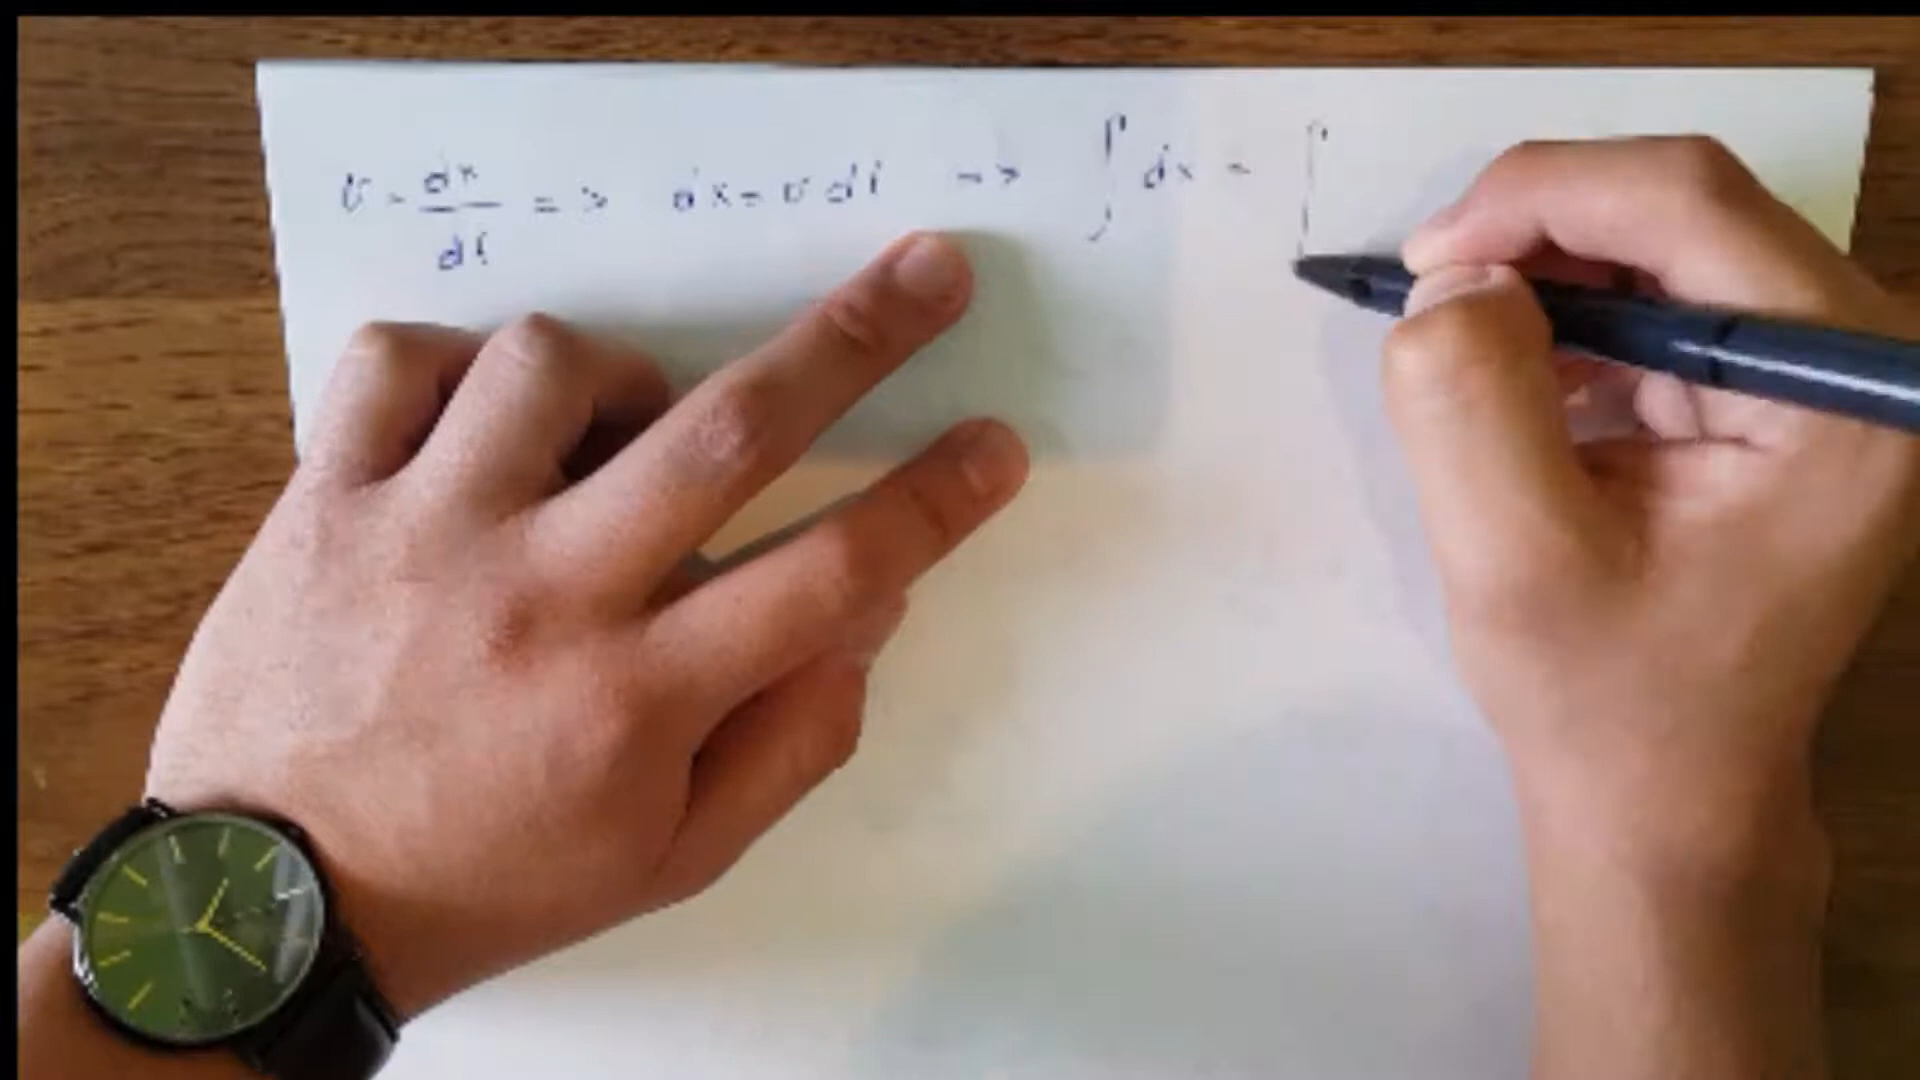 v = dx/dt => dx = v dt => ∫ dx = ∫